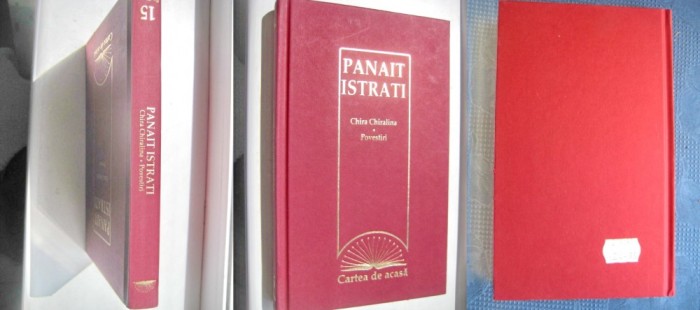 15
PANAIT ISTRATI
Chira Chiralina • Povestiri
PANAIT
ISTRATI
Chira Chiralina
•
Povestiri
Cartea de acasă